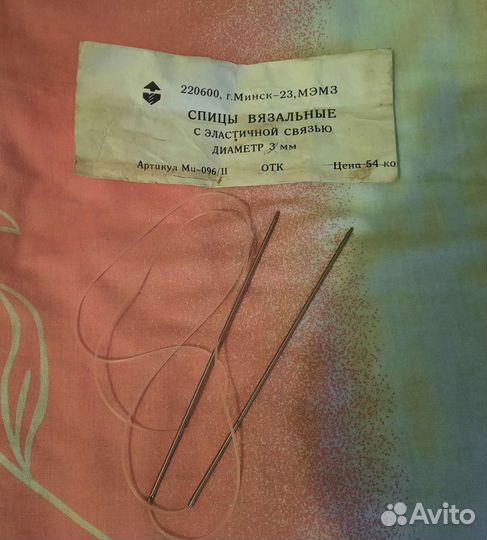 220600, г.Минск-23, МЭМЗ
СПИЦЫ ВЯЗАЛЬНЫЕ
С ЭЛАСТИЧНОЙ СВЯЗЬЮ
ДИАМЕТР 3 мм
Артикул Ми-096/11 ОТК Цена 54 ко
Avito